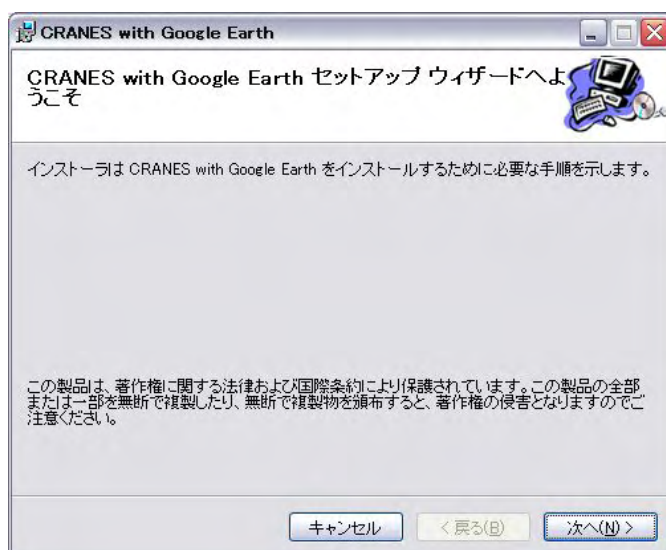 CRANES with Google Earth
CRANES with Google Earth セットアップ ウィザードへよ
うこそ
インストーラは CRANES with Google Earth をインストールするために必要な手順を示します。
この製品は、著作権に関する法律および国際条約により保護されています。この製品の全部
または一部を無断で複製したり、無断で複製物を頒布すると、著作権の侵害となりますのでご
注意ください。
キャンセル
< 戻る(B)
次へ(N) >